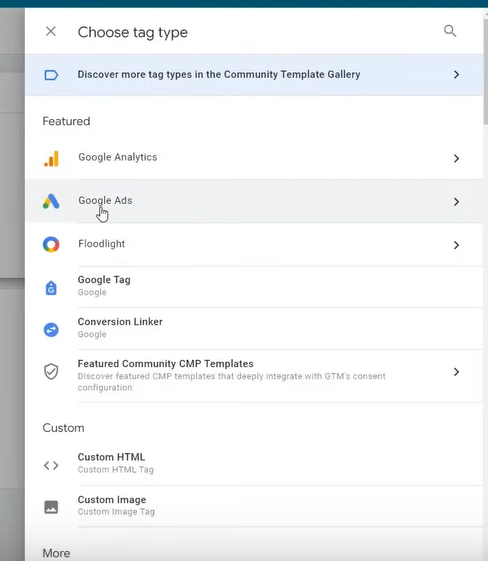 Choose tag type
Discover more tag types in the Community Template Gallery
Featured
Google Analytics
Google Ads
Floodlight
Google Tag
Google
Conversion Linker
Google
Featured Community CMP Templates
Discover featured CMP templates that deeply integrate with GTM's consent
configuration
Custom
Custom HTML
Custom HTML Tag
Custom Image
Custom Image Tag
More